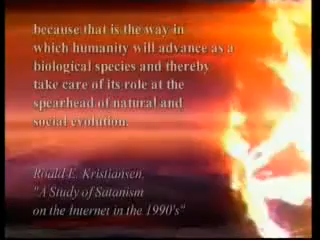 because that is the way in
which humanity will advance as a
biological species and thereby
take care of its role at the
spearhead of natural and
social evolution.
Roald E. Kristiansen,
"A Study of Satanism
on the Internet in the 1990's"